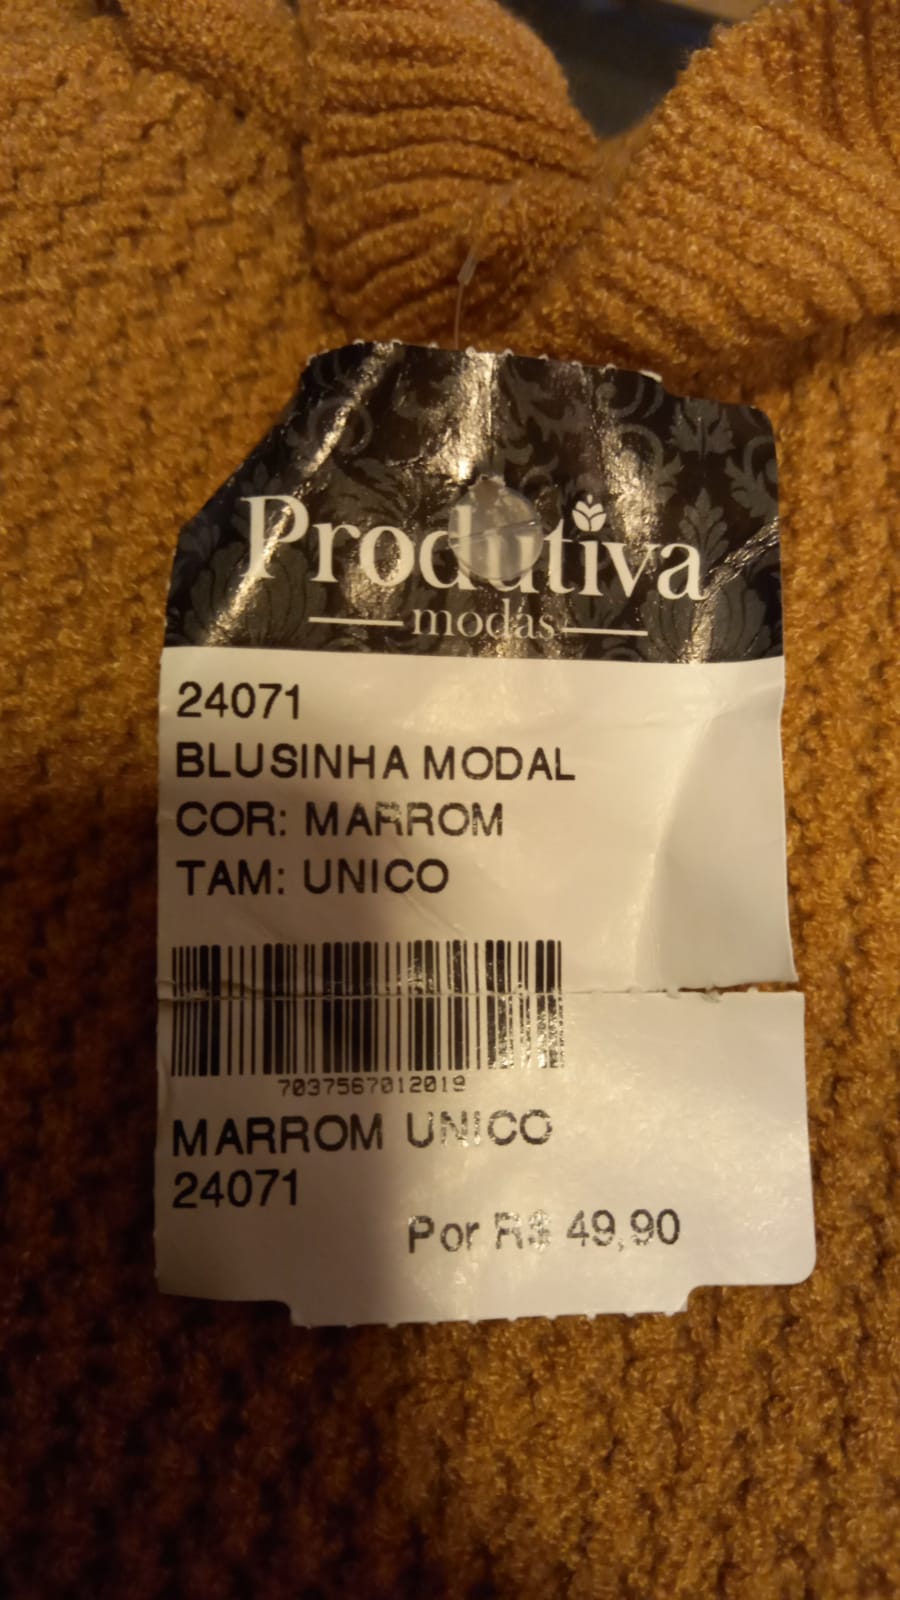 Produtiva
modas
24071
BLUSINHA MODAL
COR: MARROM
TAM: UNICO
7037567012019
MARROM UNICO
24071
Por R$ 49,90